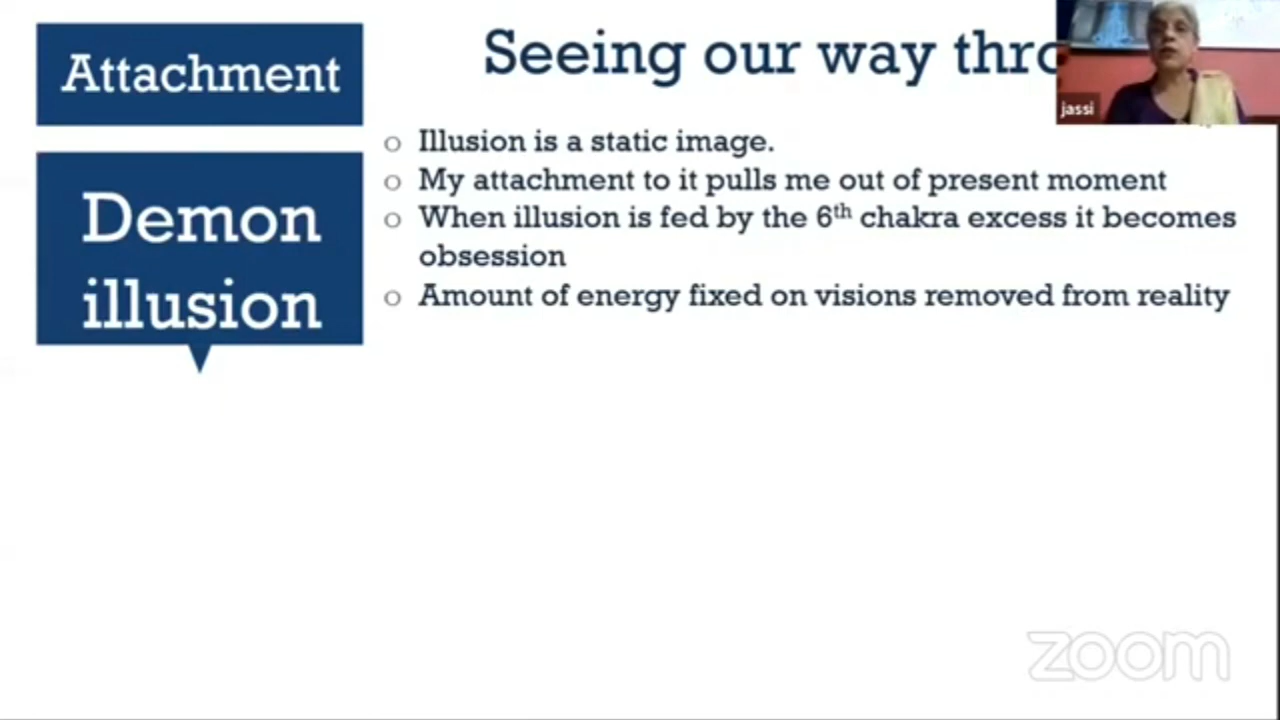 Attachment
Seeing our way thro
jassi
Demon
illusion
o Illusion is a static image.
o My attachment to it pulls me out of present moment
o When illusion is fed by the 6th chakra excess it becomes
obsession
o Amount of energy fixed on visions removed from reality
zoom